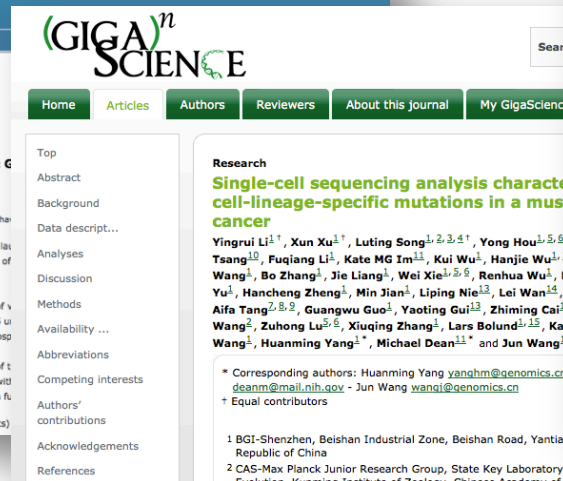 (GIGA)n
SCIENCE
Sear
Home
Articles
Authors
Reviewers
About this journal
My GigaScienc
Top
Abstract
Background
Data descript...
Analyses
Discussion
Methods
Availability ...
Abbreviations
Competing interests
Authors'
contributions
Acknowledgements
References
Research
Single-cell sequencing analysis characte
cell-lineage-specific mutations in a mus
cancer
Yingrui Li1 †, Xun Xu1 †, Luting Song1, 2, 3, 4 †, Yong Hou1, 5, 6
Tsang10, Fuqiang Li1, Kate MG Im11, Kui Wu1, Hanjie Wu1,
Wang1, Bo Zhang1, Jie Liang1, Wei Xie1, 5, 6, Renhua Wu1,
Yu1, Hancheng Zheng1, Min Jian1, Liping Nie13, Lei Wan14,
Aifa Tang7, 8, 9, Guangwu Guo1, Yaoting Gui13, Zhiming Cai
Wang2, Zuhong Lu5, 6, Xiuqing Zhang1, Lars Bolund1, 15, Ka
Wang1, Huanming Yang1 *, Michael Dean11 * and Jun Wang
* Corresponding authors: Huanming Yang yanghm@genomics.cn
deanm@mail.nih.gov - Jun Wang wangj@genomics.cn
† Equal contributors
1 BGI-Shenzhen, Beishan Industrial Zone, Beishan Road, Yantia
Republic of China
2 CAS-Max Planck Junior Research Group, State Key Laboratory
Evolution, Kunming Institute of Zoology, Chinese Academy of